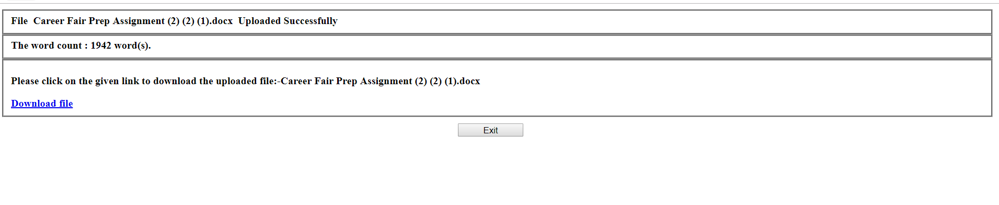 File  Career Fair Prep Assignment (2) (2) (1).docx  Uploaded Successfully
The word count : 1942 word(s).
Please click on the given link to download the uploaded file:-Career Fair Prep Assignment (2) (2) (1).docx
Download file
Exit